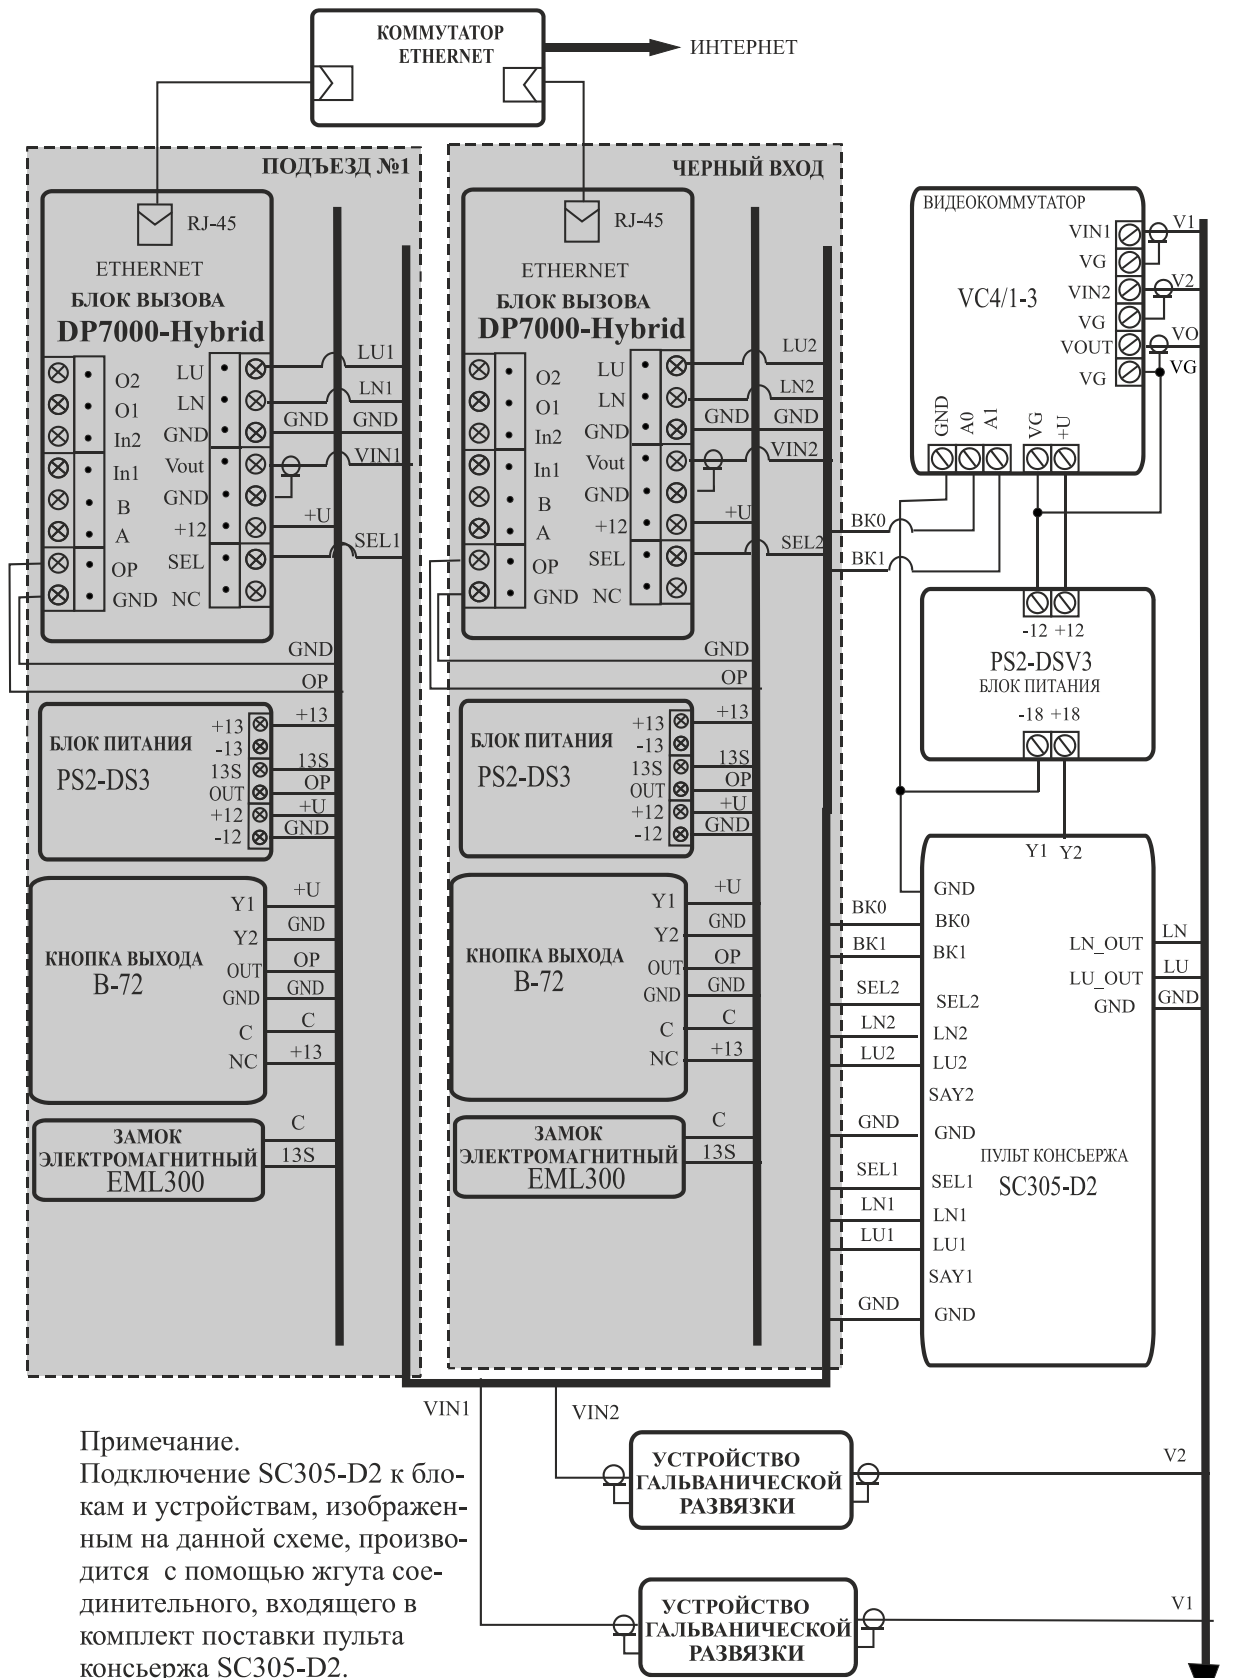 КОММУТАТОР
ETHERNET
ИНТЕРНЕТ
ПОДЪЕЗД №1
RJ-45
ETHERNET
БЛОК ВЫЗОВА
DP7000-Hybrid
O2
O1
In2
In1
B
A
OP
GND
LU
LN
GND
Vout
GND
+12
SEL
NC
LU1
LN1
GND
GND
VIN1
+U
SEL1
GND
OP
БЛОК ПИТАНИЯ
PS2-DS3
+13
-13
13S
OUT
+12
-12
+13
13S
OP
+U
GND
КНОПКА ВЫХОДА
B-72
Y1
Y2
OUT
GND
C
NC
+U
GND
OP
GND
C
+13
ЗАМОК
ЭЛЕКТРОМАГНИТНЫЙ
EML300
C
13S
ЧЕРНЫЙ ВХОД
RJ-45
ETHERNET
БЛОК ВЫЗОВА
DP7000-Hybrid
O2
O1
In2
In1
B
A
OP
GND
LU
LN
GND
Vout
GND
+12
SEL
NC
LU2
LN2
GND
GND
VIN2
+U
SEL2
GND
OP
БЛОК ПИТАНИЯ
PS2-DS3
+13
-13
13S
OUT
+12
-12
+13
13S
OP
+U
GND
КНОПКА ВЫХОДА
B-72
Y1
Y2
OUT
GND
C
NC
+U
GND
OP
GND
C
+13
ЗАМОК
ЭЛЕКТРОМАГНИТНЫЙ
EML300
C
13S
ВИДЕОКОММУТАТОР
VC4/1-3
VIN1
VG
VIN2
VG
VOUT
VG
V1
V2
VO
VG
GND
A0
A1
VG
+U
BK0
BK1
-12 +12
PS2-DSV3
БЛОК ПИТАНИЯ
-18 +18
Y1 Y2
GND
BK0
BK1
SEL2
LN2
LU2
SAY2
GND
SEL1
LN1
LU1
SAY1
GND
BK0
BK1
SEL2
LN2
LU2
GND
SEL1
LN1
LU1
GND
LN_OUT
LU_OUT
GND
LN
LU
GND
ПУЛЬТ КОНСЬЕРЖА
SC305-D2
VIN1
VIN2
УСТРОЙСТВО
ГАЛЬВАНИЧЕСКОЙ
РАЗВЯЗКИ
V2
УСТРОЙСТВО
ГАЛЬВАНИЧЕСКОЙ
РАЗВЯЗКИ
V1
Примечание.
Подключение SC305-D2 к бло-
кам и устройствам, изображен-
ным на данной схеме, произво-
дится с помощью жгута сое-
динительного, входящего в
комплект поставки пульта
консьержа SC305-D2.